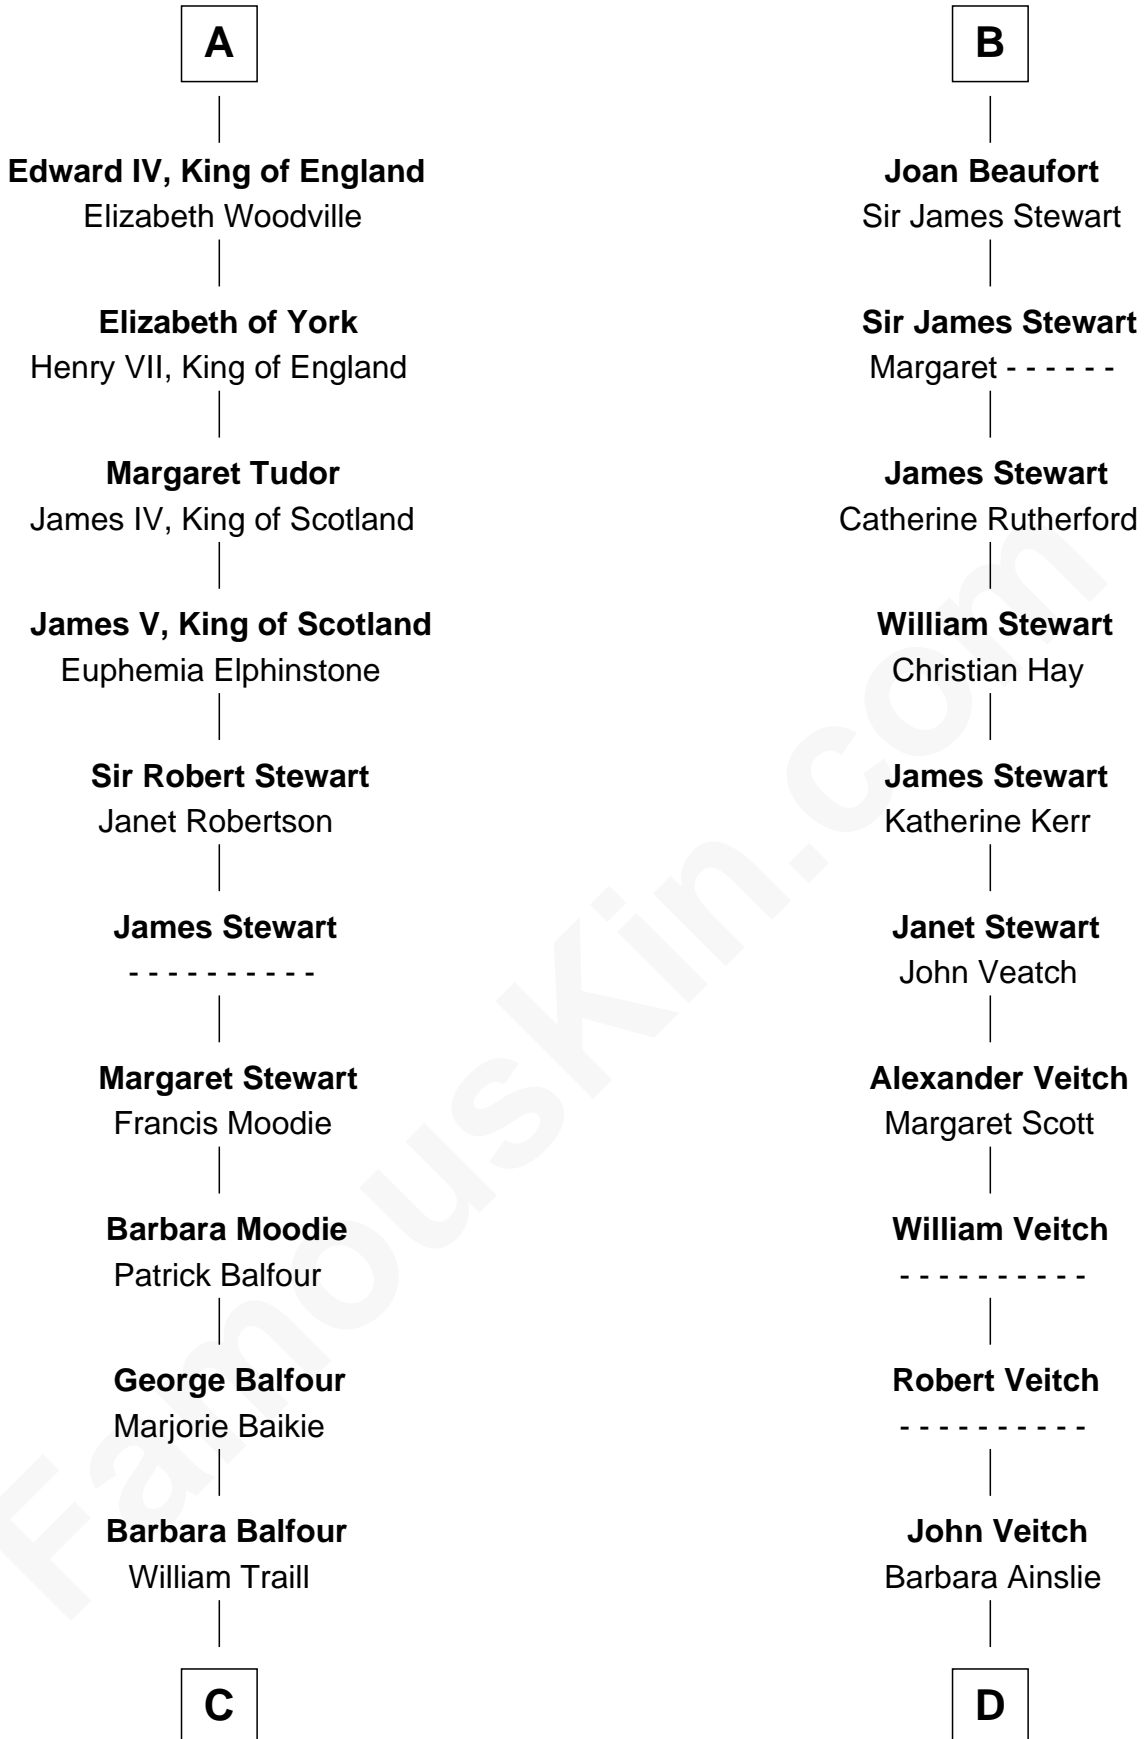 A
Edward IV, King of England
Elizabeth Woodville
Elizabeth of York
Henry VII, King of England
Margaret Tudor
James IV, King of Scotland
James V, King of Scotland
Euphemia Elphinstone
Sir Robert Stewart
Janet Robertson
James Stewart
- - - - - - - - - -
Margaret Stewart
Francis Moodie
Barbara Moodie
Patrick Balfour
George Balfour
Marjorie Baikie
Barbara Balfour
William Traill
C
B
Joan Beaufort
Sir James Stewart
Sir James Stewart
Margaret - - - - - -
James Stewart
Catherine Rutherford
William Stewart
Christian Hay
James Stewart
Katherine Kerr
Janet Stewart
John Veatch
Alexander Veitch
Margaret Scott
William Veitch
- - - - - - - - - -
Robert Veitch
- - - - - - - - - -
John Veitch
Barbara Ainslie
D
FamousKin.com